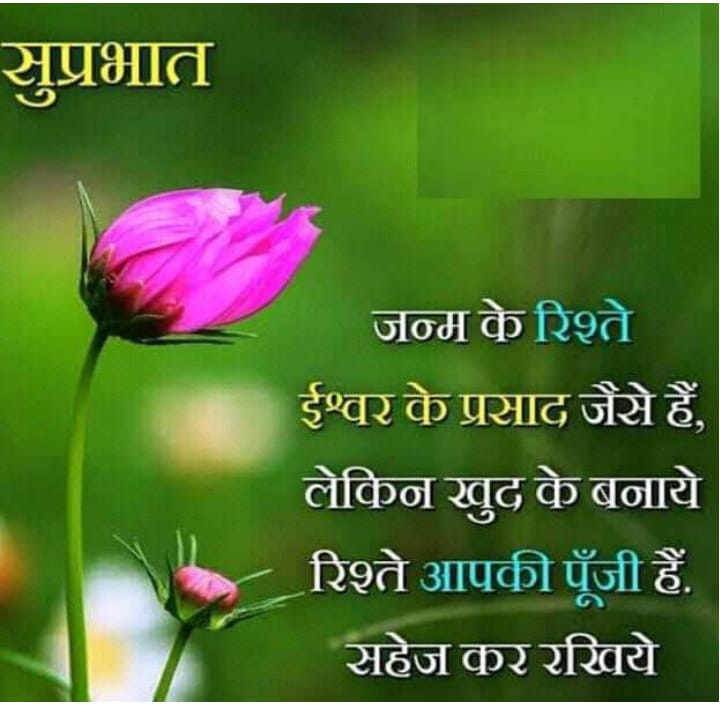 सुप्रभात
जन्म के रिश्ते
ईश्वर के प्रसाद जैसे हैं,
लेकिन खुद के बनाये
रिश्ते आपकी पूँजी हैं.
सहेज कर रखिये